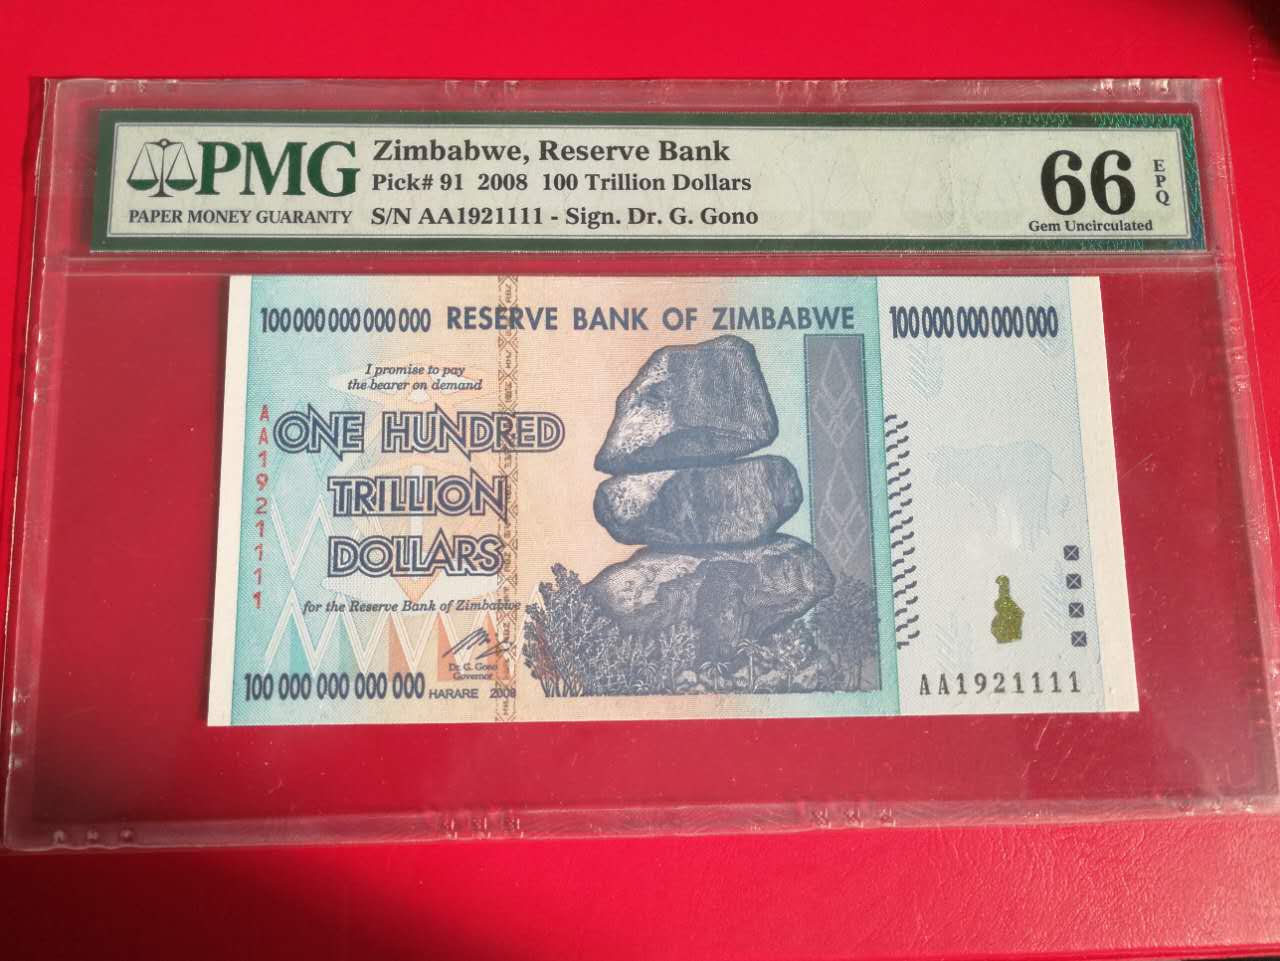 PMG
PAPER MONEY GUARANTY
Zimbabwe, Reserve Bank
Pick# 91 2008 100 Trillion Dollars
S/N AA1921111 - Sign. Dr. G. Gono
66
EPQ
Gem Uncirculated
100 000 000 000 000 RESERVE BANK OF ZIMBABWE 100 000 000 000 000
I promise to pay
the bearer on demand
AA1921111
ONE HUNDRED
TRILLION
DOLLARS
for the Reserve Bank of Zimbabwe
Dr. G. Gono
Governor
100 000 000 000 000 HARARE 2008
AA1921111